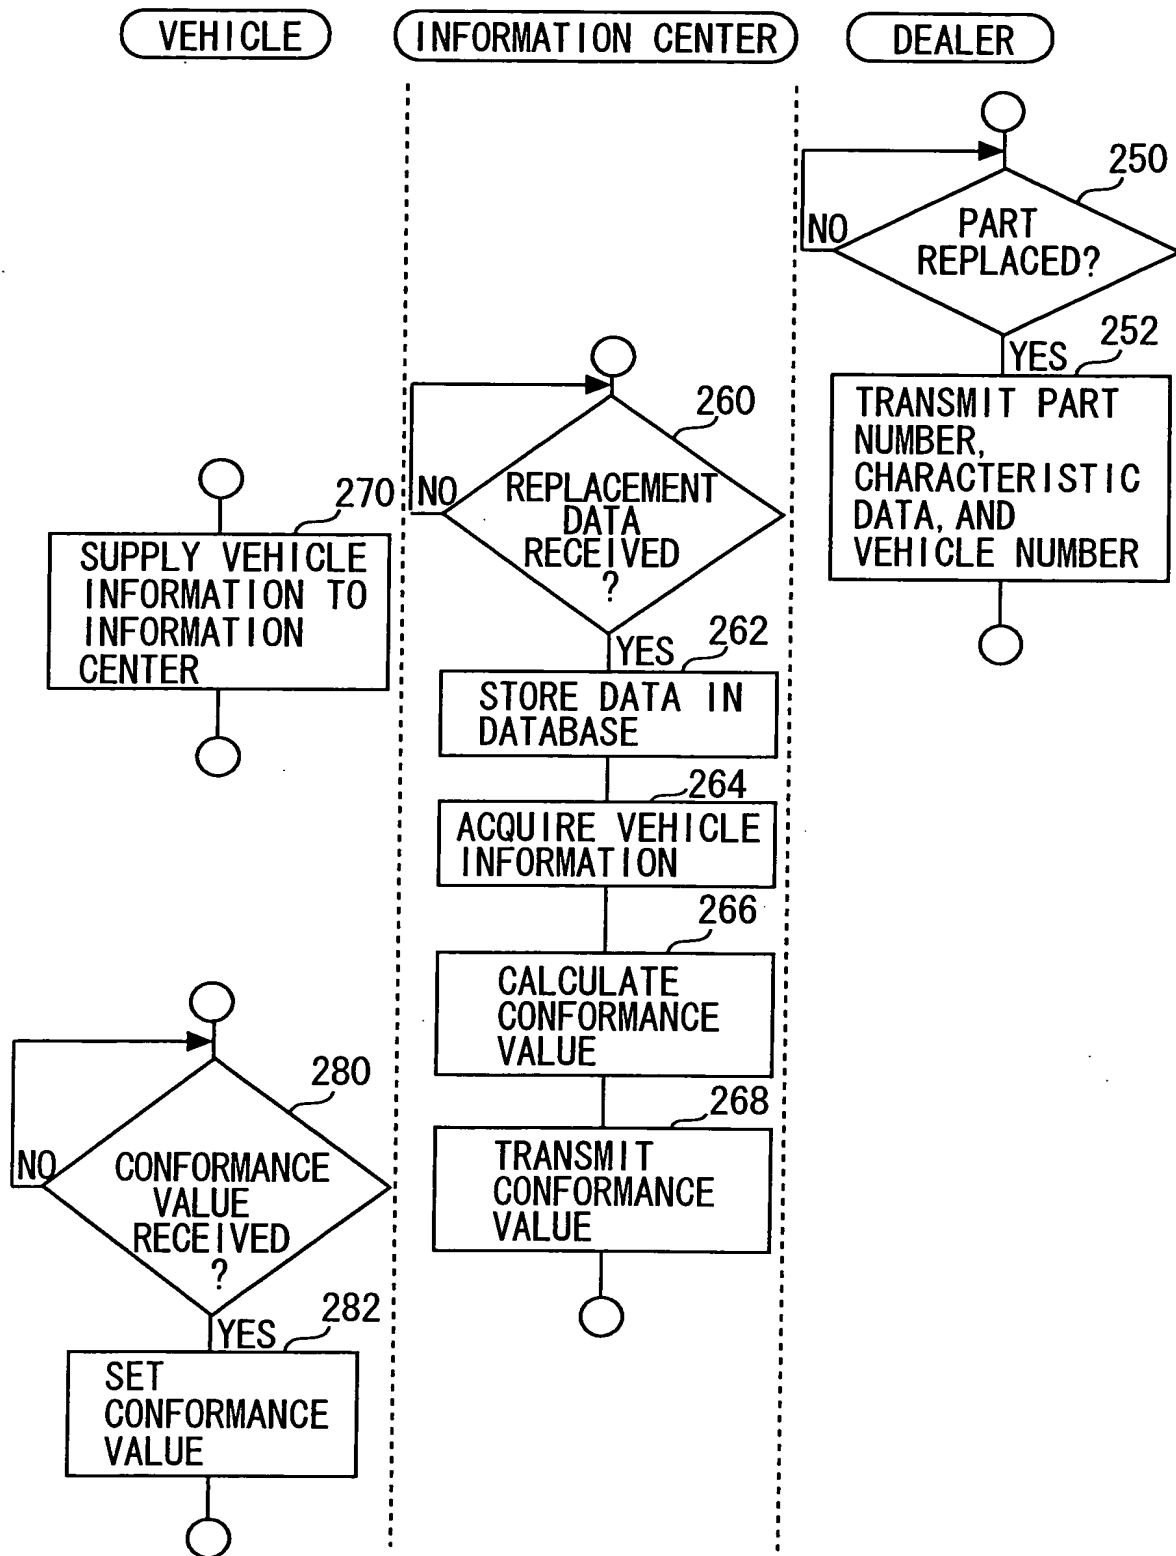 VEHICLE
INFORMATION CENTER
DEALER
250
PART
REPLACED?
NO
YES
252
TRANSMIT PART
NUMBER,
CHARACTERISTIC
DATA, AND
VEHICLE NUMBER
260
REPLACEMENT
DATA
RECEIVED
?
NO
YES
262
STORE DATA IN
DATABASE
264
ACQUIRE VEHICLE
INFORMATION
266
CALCULATE
CONFORMANCE
VALUE
268
TRANSMIT
CONFORMANCE
VALUE
270
SUPPLY VEHICLE
INFORMATION TO
INFORMATION
CENTER
280
CONFORMANCE
VALUE
RECEIVED
?
NO
YES
282
SET
CONFORMANCE
VALUE